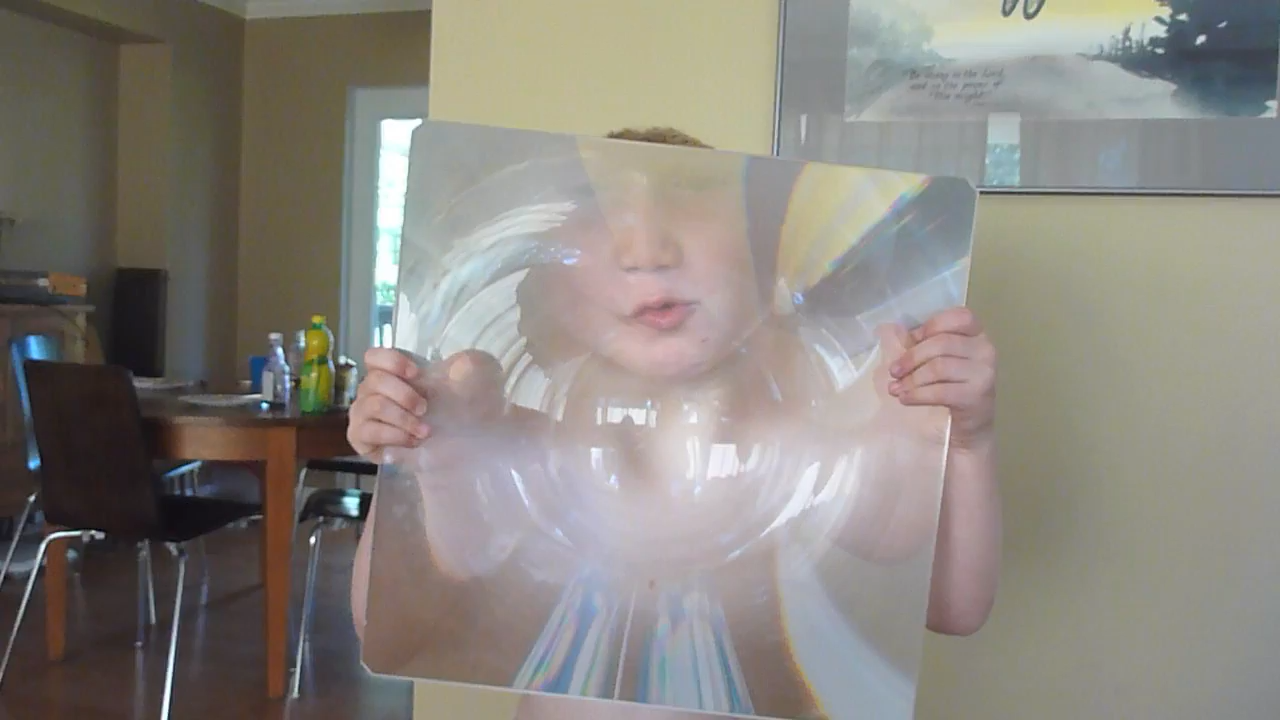 "Be strong in the Lord,
and in the power of
His might."